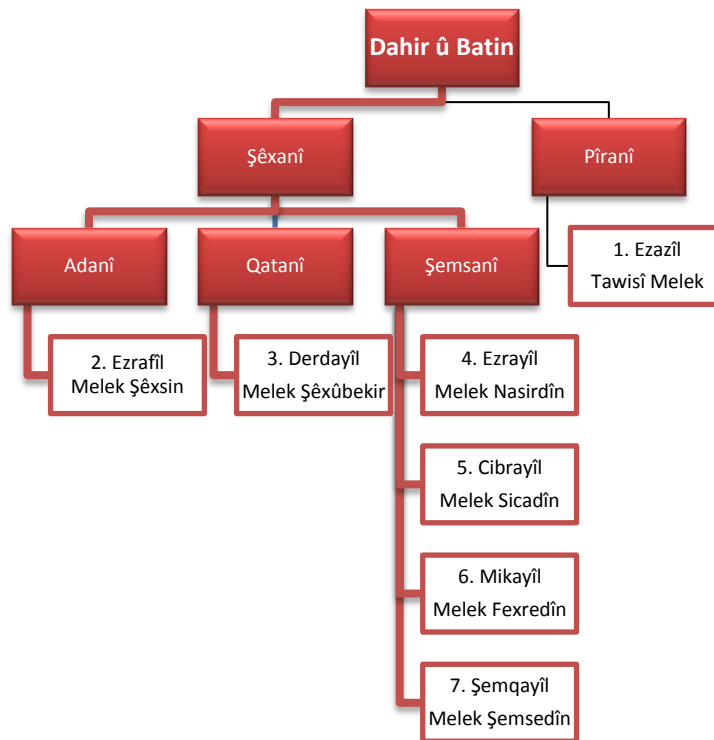 Dahir û Batin
Şêxanî
Pîranî
Adanî
Qatanî
Şemsanî
1. Ezazîl
Tawisî Melek
2. Ezrafîl
Melek Şêxsin
3. Derdayîl
Melek Şêxûbekir
4. Ezrayîl
Melek Nasirdîn
5. Cibrayîl
Melek Sicadîn
6. Mikayîl
Melek Fexredîn
7. Şemqayîl
Melek Şemsedîn